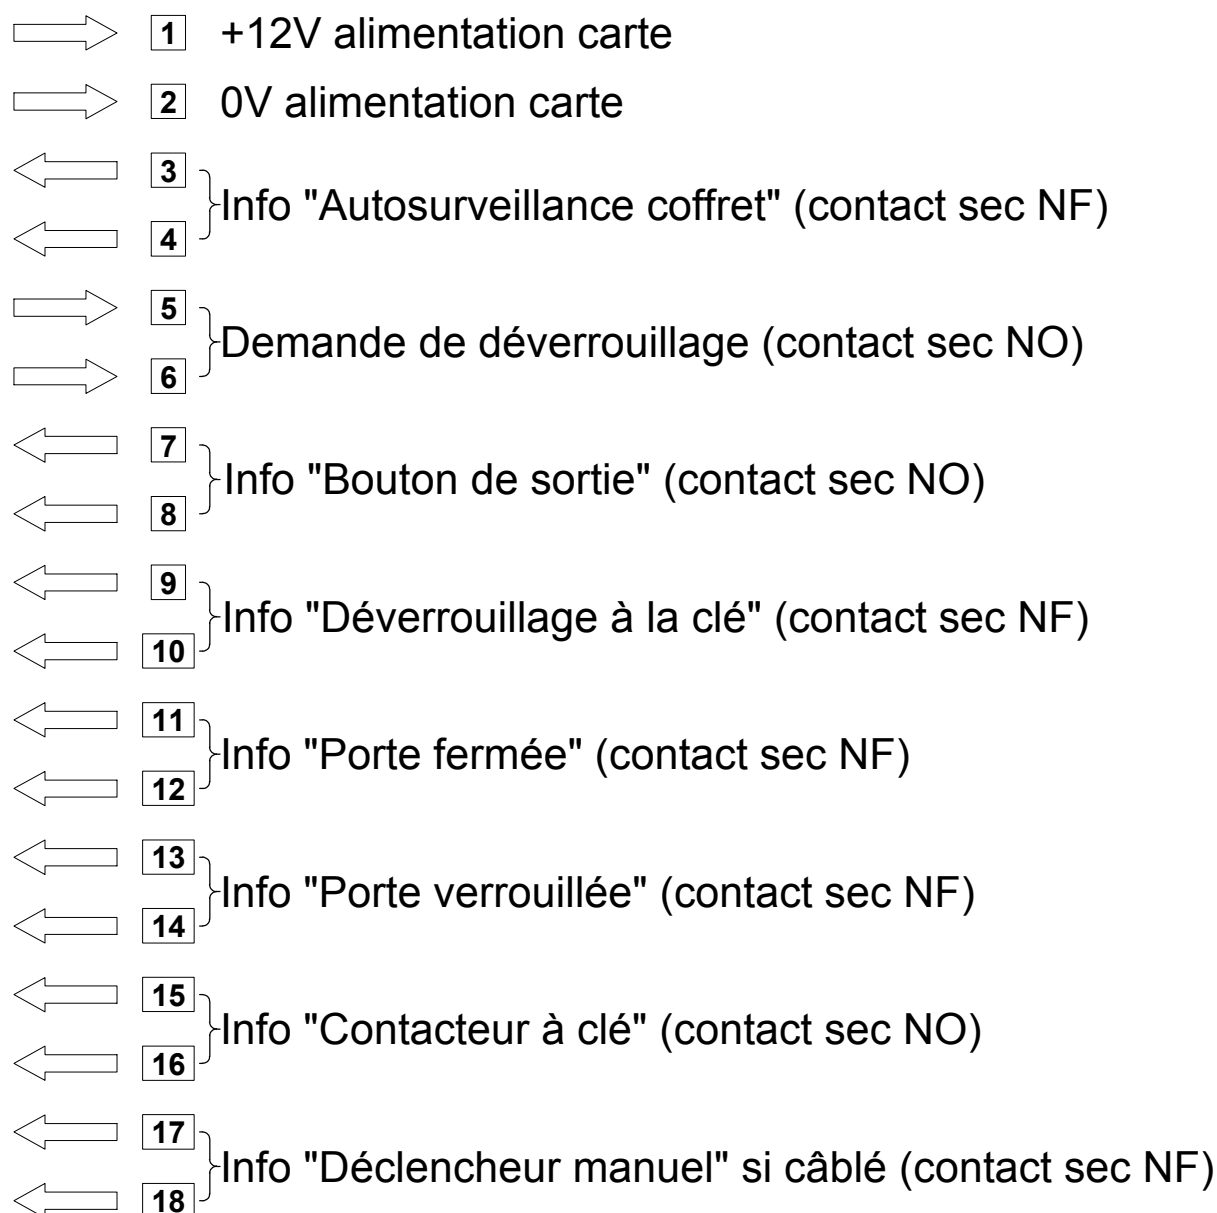 1 +12V alimentation carte
2 0V alimentation carte
3
Info "Autosurveillance coffret" (contact sec NF)
4
5
Demande de déverrouillage (contact sec NO)
6
7
Info "Bouton de sortie" (contact sec NO)
8
9
Info "Déverrouillage à la clé" (contact sec NF)
10
11
Info "Porte fermée" (contact sec NF)
12
13
Info "Porte verrouillée" (contact sec NF)
14
15
Info "Contacteur à clé" (contact sec NO)
16
17
Info "Déclencheur manuel" si câblé (contact sec NF)
18